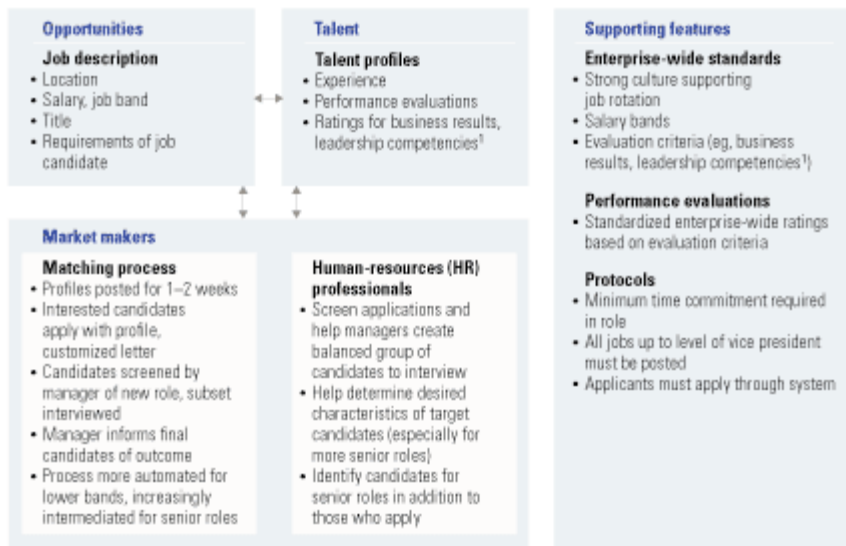 Opportunities
Job description
• Location
• Salary, job band
• Title
• Requirements of job
candidate
Talent
Talent profiles
• Experience
• Performance evaluations
• Ratings for business results,
leadership competencies¹
Market makers
Matching process
• Profiles posted for 1–2 weeks
• Interested candidates
apply with profile,
customized letter
• Candidates screened by
manager of new role, subset
interviewed
• Manager informs final
candidates of outcome
• Process more automated for
lower bands, increasingly
intermediated for senior roles
Human-resources (HR)
professionals
• Screen applications and
help managers create
balanced group of
candidates to interview
• Help determine desired
characteristics of target
candidates (especially for
more senior roles)
• Identify candidates for
senior roles in addition to
those who apply
Supporting features
Enterprise-wide standards
• Strong culture supporting
job rotation
• Salary bands
• Evaluation criteria (eg, business
results, leadership competencies¹)
Performance evaluations
• Standardized enterprise-wide ratings
based on evaluation criteria
Protocols
• Minimum time commitment required
in role
• All jobs up to level of vice president
must be posted
• Applicants must apply through system